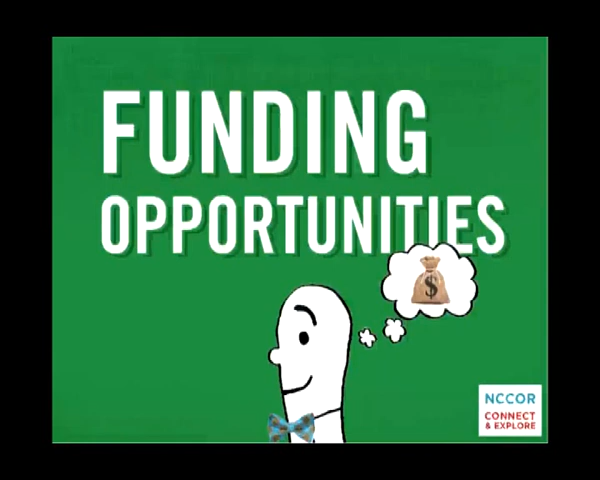 FUNDING
OPPORTUNITIES
$
NCCOR
CONNECT
& EXPLORE